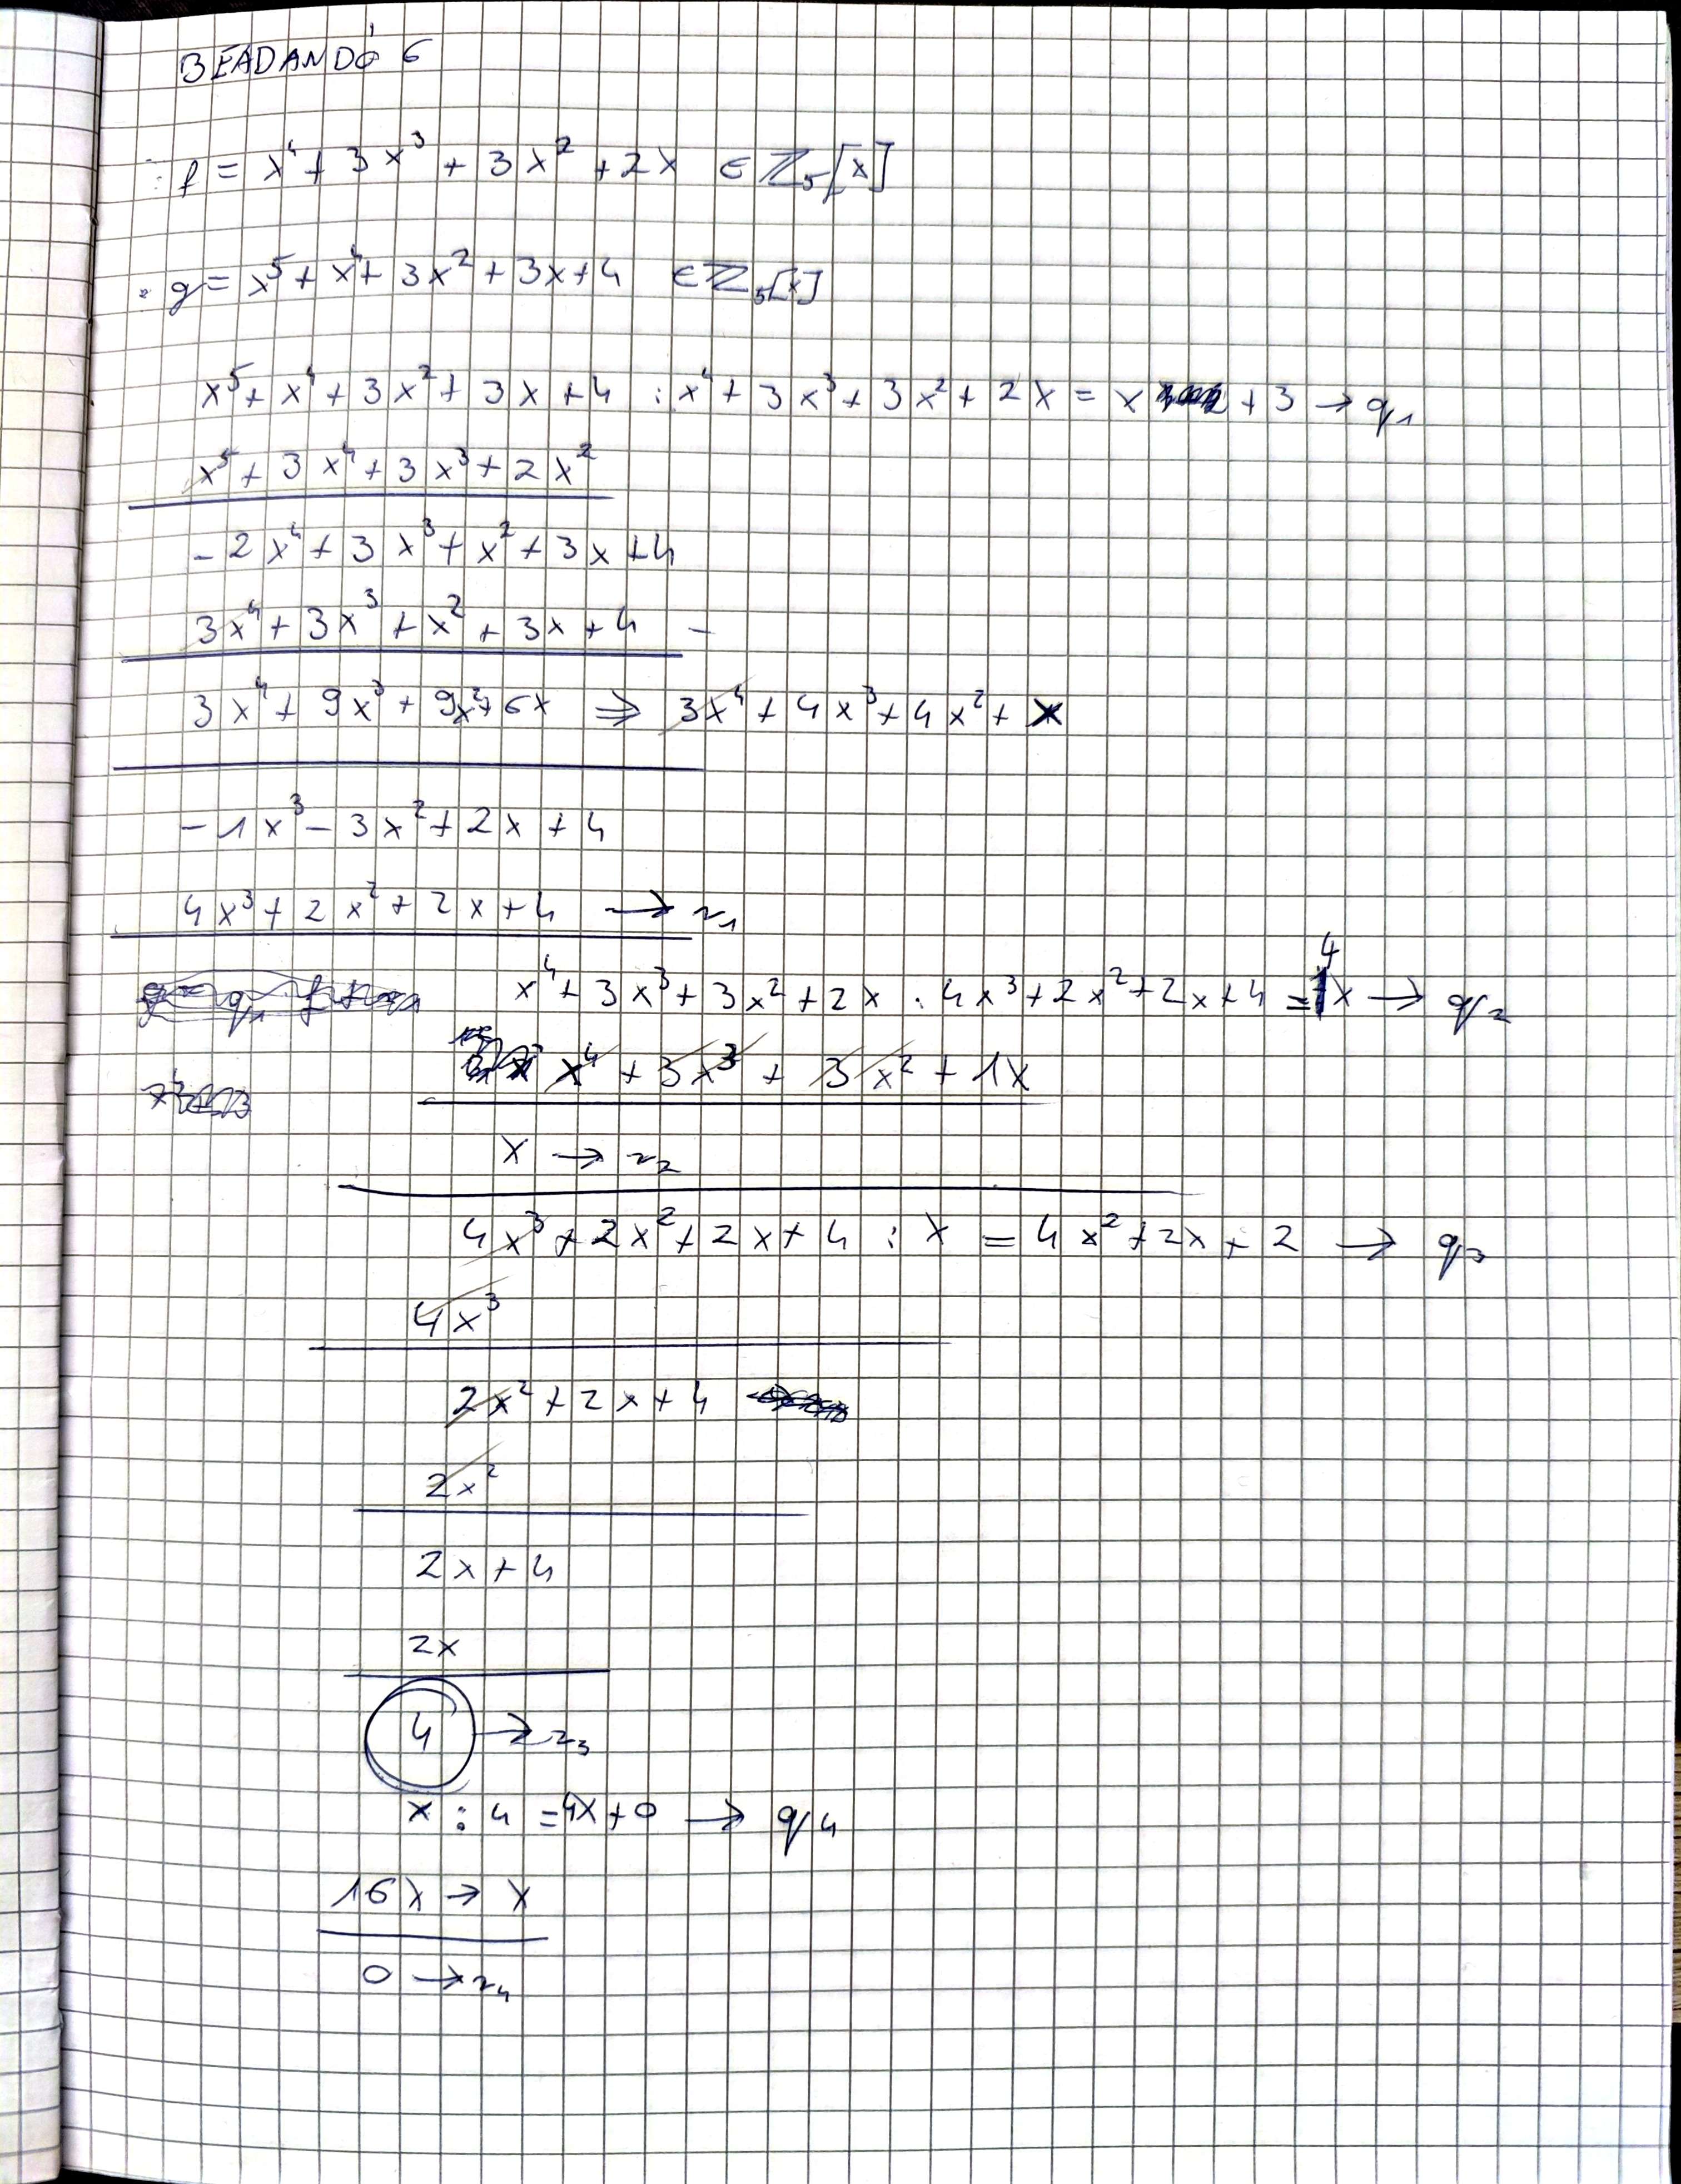 BEADANDÓ 6
f = x⁴ + 3x³ + 3x² + 2x ∈ ℤ₅[x]
g = x⁵ + x⁴ + 3x² + 3x + 4 ∈ ℤ₅[x]
x⁵ + x⁴ + 3x² + 3x + 4 : x⁴ + 3x³ + 3x² + 2x = x + 3 → q₁
x⁵ + 3x⁴ + 3x³ + 2x²
-2x⁴ + 3x³ + x² + 3x + 4
3x⁴ + 3x³ + x² + 3x + 4 -
3x⁴ + 9x³ + 9x² + 6x ⇒ 3x⁴ + 4x³ + 4x² + x
-1x³ - 3x² + 2x + 4
4x³ + 2x² + 2x + 4 → r₁
x⁴ + 3x³ + 3x² + 2x : 4x³ + 2x² + 2x + 4 = 4x → q₂
x⁴ + 3x³ + 3x² + 1x
x → r₂
4x³ + 2x² + 2x + 4 : x = 4x² + 2x + 2 → q₃
4x³
2x² + 2x + 4
2x²
2x + 4
2x
4 → r₃
x : 4 = 4x + 0 → q₄
16x → x
0 → r₄